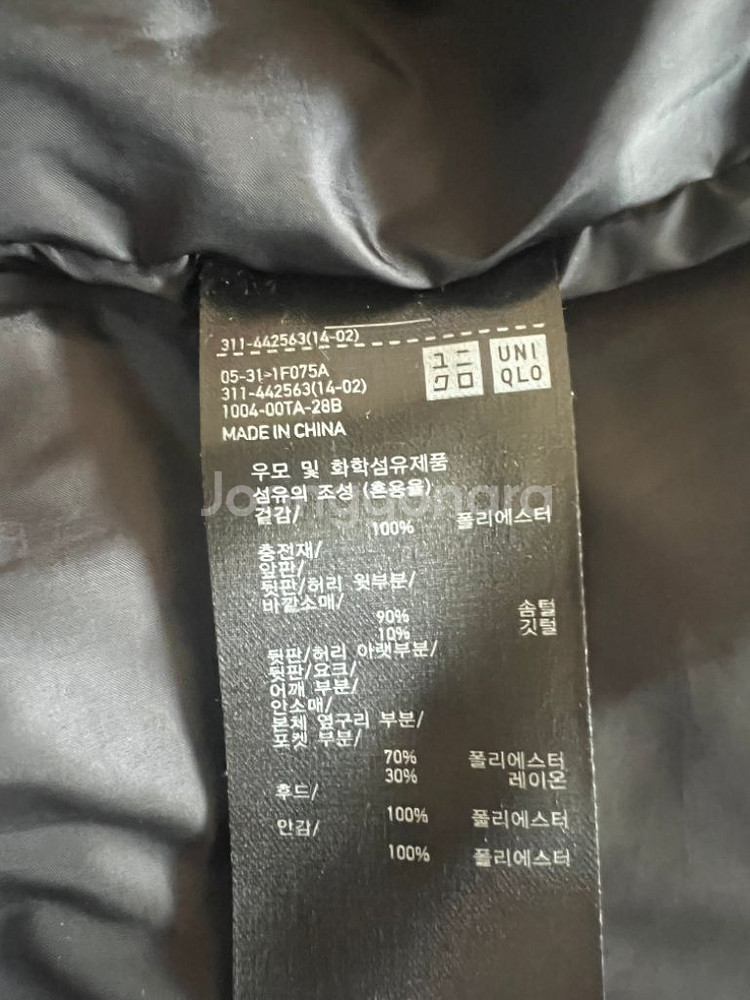 311-442563(14-02)
ユニ
クロ
UNI
QLO
05-31>1F075A
311-442563(14-02)
1004-00TA-28B
MADE IN CHINA
우모 및 화학섬유제품
섬유의 조성 (혼용율)
Joonggonara
겉감/
100% 폴리에스터
충전재/
앞판/
뒷판/허리 윗부분/
바깥소매/
90% 솜털
10% 깃털
뒷판/허리 아랫부분/
뒷판/요크/
어깨 부분/
안소매/
본체 옆구리 부분/
포켓 부분/
70% 폴리에스터
30% 레이온
후드/
100% 폴리에스터
안감/
100% 폴리에스터